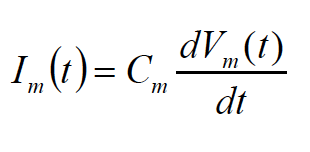 I_m(t) = C_m dV_m(t)/dt